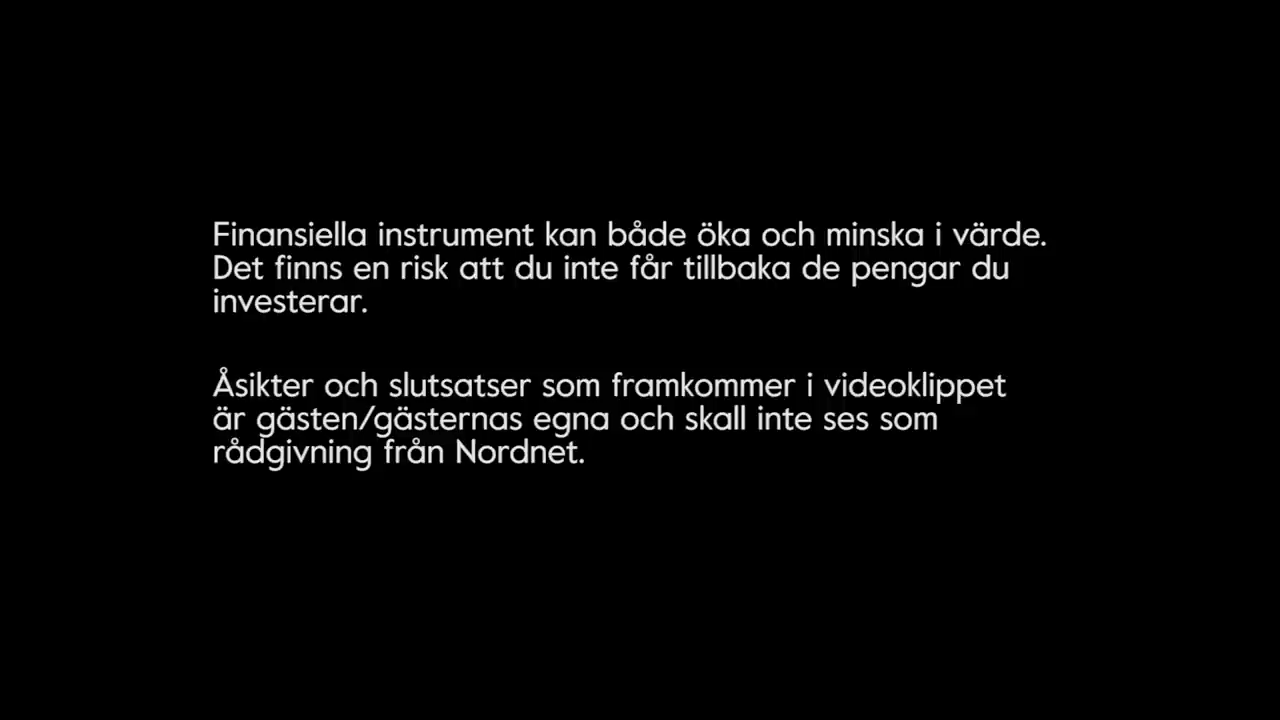 Finansiella instrument kan både öka och minska i värde.
Det finns en risk att du inte får tillbaka de pengar du
investerar.
Åsikter och slutsatser som framkommer i videoklippet
är gästen/gästernas egna och skall inte ses som
rådgivning från Nordnet.